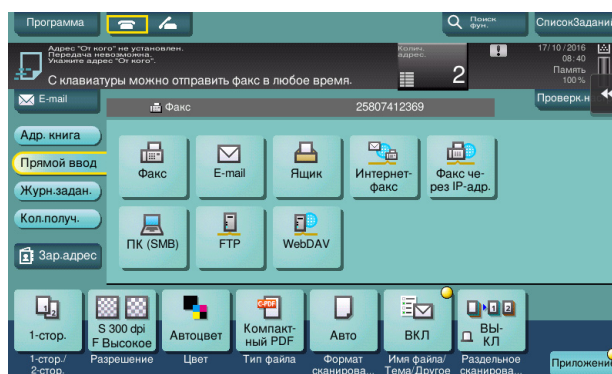 Программа
Поиск
фун.
СписокЗадани
Адрес "От кого" не установлен.
Передача невозможна.
Укажите адрес "От кого".
Колич.
адрес.
2
17/10/2016
08:40
Память
100%
С клавиатуры можно отправить факс в любое время.
E-mail
Факс
25807412369
Проверк.н
Адр. книга
Прямой ввод
Журн.задан.
Кол.получ.
Зар.адрес
Факс
E-mail
Ящик
Интернет-
факс
Факс че-
рез IP-адр.
ПК (SMB)
FTP
WebDAV
1-стор.
S 300 dpi
F Высокое
Автоцвет
Компакт-
ный PDF
Авто
ВКЛ
ВЫ-
КЛ
1-стор./
2-стор.
Разрешение
Цвет
Тип файла
Формат
сканирова...
Имя файла/
Тема/Другое
Раздельное
сканирова...
Приложени